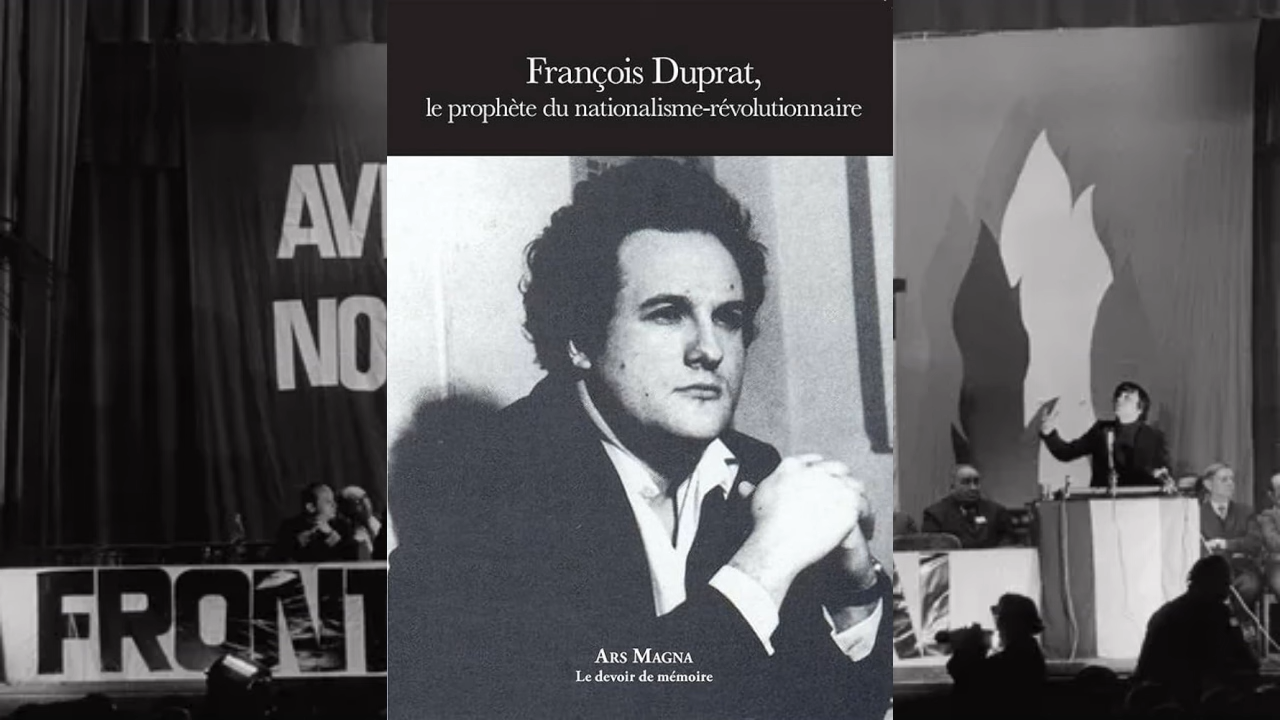 François Duprat,
le prophète du nationalisme-révolutionnaire
AV
NO
FRONT
ARS MAGNA
Le devoir de mémoire